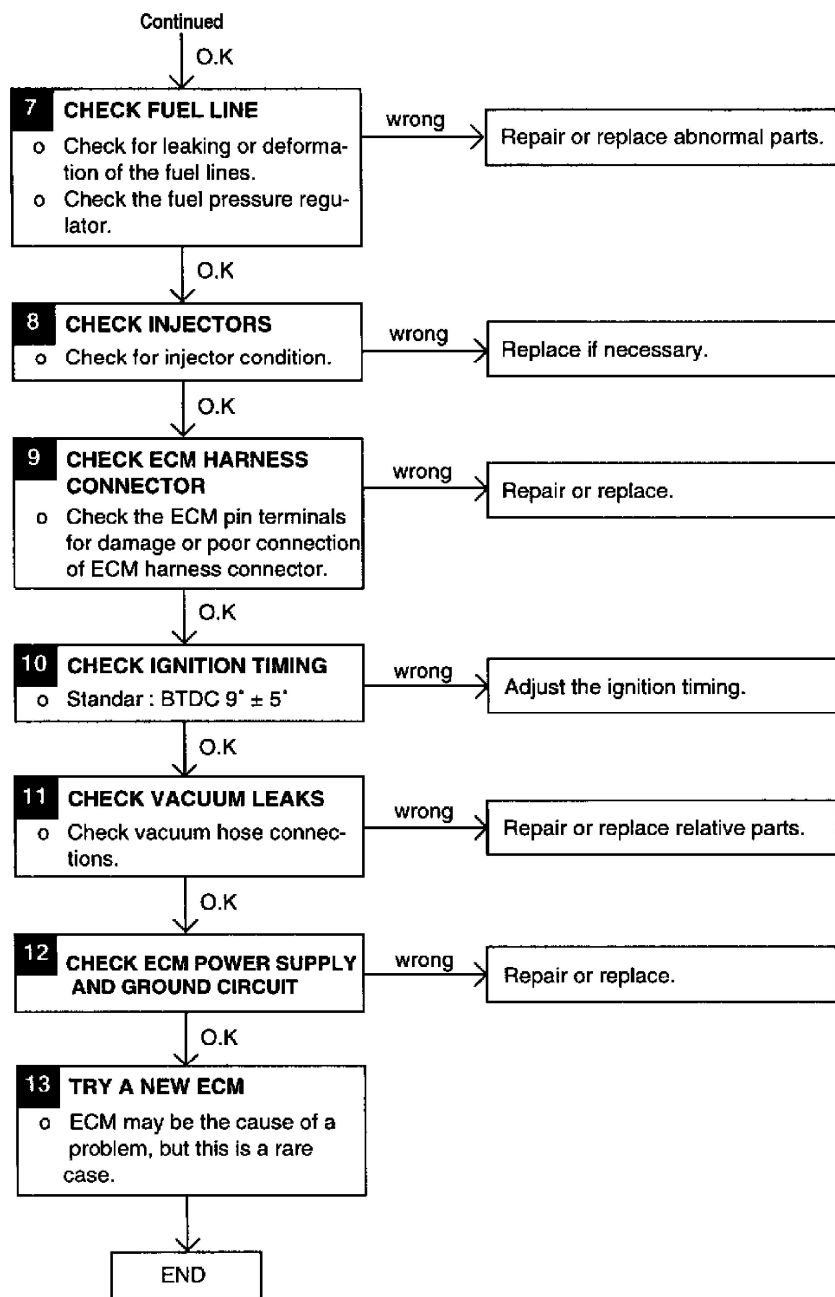 Continued
O.K
7 CHECK FUEL LINE
o Check for leaking or deforma-
tion of the fuel lines.
o Check the fuel pressure regu-
lator.
wrong
Repair or replace abnormal parts.
O.K
8 CHECK INJECTORS
o Check for injector condition.
wrong
Replace if necessary.
O.K
9 CHECK ECM HARNESS
CONNECTOR
o Check the ECM pin terminals
for damage or poor connection
of ECM harness connector.
wrong
Repair or replace.
O.K
10 CHECK IGNITION TIMING
o Standar : BTDC 9° ± 5°
wrong
Adjust the ignition timing.
O.K
11 CHECK VACUUM LEAKS
o Check vacuum hose connec-
tions.
wrong
Repair or replace relative parts.
O.K
12 CHECK ECM POWER SUPPLY
AND GROUND CIRCUIT
wrong
Repair or replace.
O.K
13 TRY A NEW ECM
o ECM may be the cause of a
problem, but this is a rare
case.
END